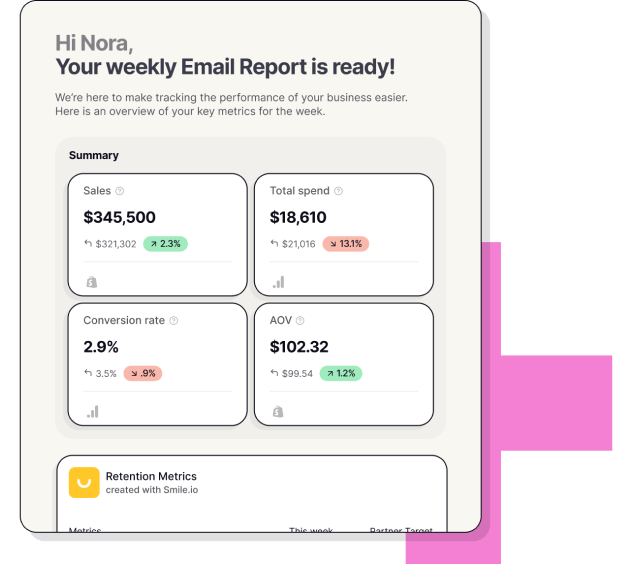 Hi Nora,
Your weekly Email Report is ready!
We're here to make tracking the performance of your business easier.
Here is an overview of your key metrics for the week.
Summary
Sales
$345,500
$321,302 2.3%
Total spend
$18,610
$21,016 13.1%
Conversion rate
2.9%
3.5% .9%
AOV
$102.32
$99.54 1.2%
Retention Metrics
created with Smile.io
Metrics This week Partner Target